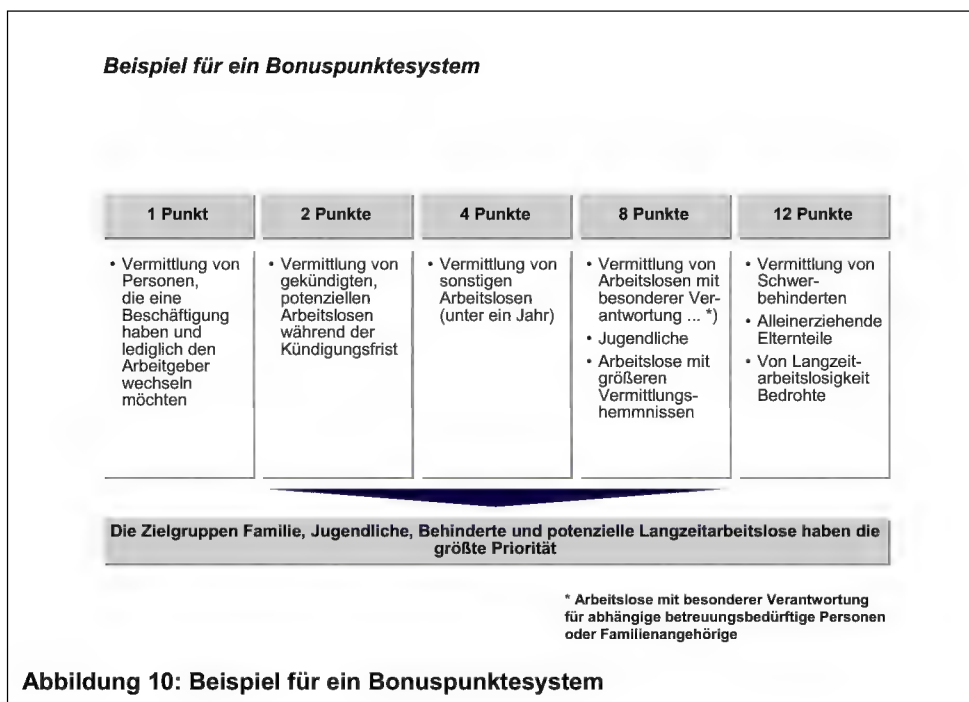 Beispiel für ein Bonuspunktesystem
1 Punkt
• Vermittlung von
Personen,
die eine
Beschäftigung
haben und
lediglich den
Arbeitgeber
wechseln
möchten
2 Punkte
• Vermittlung von
gekündigten,
potenziellen
Arbeitslosen
während der
Kündigungsfrist
4 Punkte
• Vermittlung von
sonstigen
Arbeitslosen
(unter ein Jahr)
8 Punkte
• Vermittlung von
Arbeitslosen mit
besonderer Ver-
antwortung ... *)
• Jugendliche
• Arbeitslose mit
größeren
Vermittlungs-
hemmnissen
12 Punkte
• Vermittlung von
Schwer-
behinderten
• Alleinerziehende
Elternteile
• Von Langzeit-
arbeitslosigkeit
Bedrohte
Die Zielgruppen Familie, Jugendliche, Behinderte und potenzielle Langzeitarbeitslose haben die
größte Priorität
* Arbeitslose mit besonderer Verantwortung
für abhängige betreuungsbedürftige Personen
oder Familienangehörige
Abbildung 10: Beispiel für ein Bonuspunktesystem